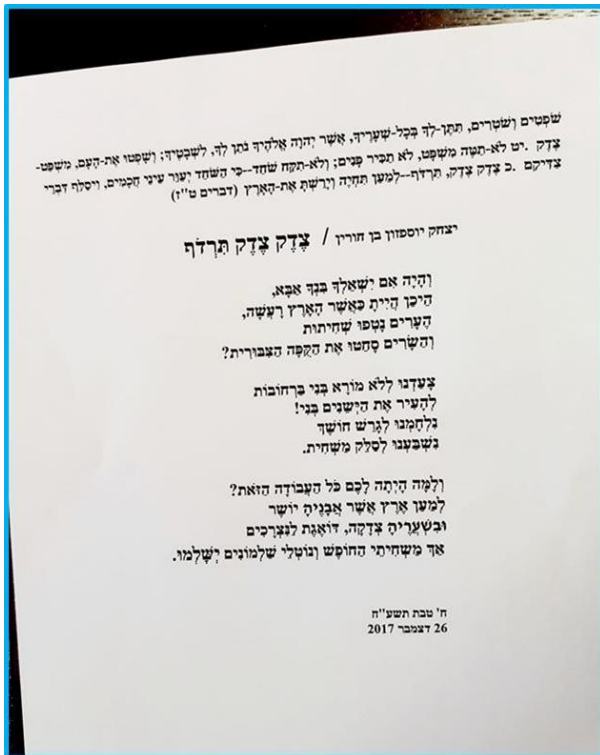 שֹׁפְטִים וְשֹׁטְרִים, תִּתֶּן-לְךָ בְּכָל-שְׁעָרֶיךָ, אֲשֶׁר יְהוָה אֱלֹהֶיךָ נֹתֵן לְךָ, לִשְׁבָטֶיךָ; וְשָׁפְטוּ אֶת-הָעָם, מִשְׁפַּט-
צֶדֶק .יט לֹא-תַטֶּה מִשְׁפָּט, לֹא תַכִּיר פָּנִים; וְלֹא-תִקַּח שֹׁחַד--כִּי הַשֹּׁחַד יְעַוֵּר עֵינֵי חֲכָמִים, וִיסַלֵּף דִּבְרֵי
צַדִּיקִם .כ צֶדֶק צֶדֶק, תִּרְדֹּף--לְמַעַן תִּחְיֶה וְיָרַשְׁתָּ אֶת-הָאָרֶץ (דברים ט"ז)
צֶדֶק צֶדֶק תִּרְדֹּף / יצחק יוספזון בן חורין
וְהָיָה אִם יִשְׁאָלְךָ בִּנְךָ אַבָּא,
הֵיכָן הָיִיתָ כַּאֲשֶׁר הָאָרֶץ רָעֲשָׁה,
הֶעָרִים נָטְפוּ שְׁחִיתוּת
וְהַשָּׂרִים סָחֲטוּ אֶת הַקֻּפָּה הַצִּבּוּרִית?
צָעַדְנוּ לְלֹא מוֹרָא בְּנִי בָּרְחוֹבוֹת
לְהָעִיר אֶת הַיְּשֵׁנִים בְּנִי!
נִלְחַמְנוּ לְגָרֵשׁ חוֹשֶׁךְ
נִשְׁבַּעְנוּ לְסַלֵּק מַשְׁחִית.
וְלָמָּה הָיְתָה לָכֶם כֹּל הָעֲבוֹדָה הַזֹּאת?
לְמַעַן אֶרֶץ אֲשֶׁר אֲבָנֶיהָ יוֹשֶׁר
וּבִשְׁעָרֶיהָ צְדָקָה, דּוֹאֶגֶת לַנִּצְרָכִים
אַךְ מַשְׁחִיתֵי הַחוֹפֶשׁ וְנוֹטְלֵי שַׁלְמוֹנִים יְשֻׁלְּמוּ.
ח' טבת תשע"ח
26 דצמבר 2017